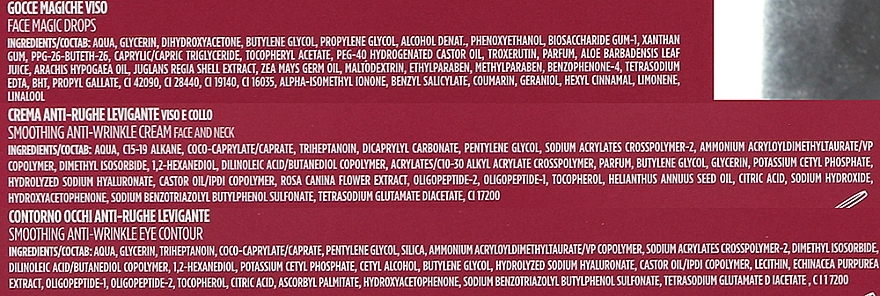 GOCCE MAGICHE VISO
FACE MAGIC DROPS
INGREDIENTS/СОСТАВ: AQUA, GLYCERIN, DIHYDROXYACETONE, BUTYLENE GLYCOL, PROPYLENE GLYCOL, ALCOHOL DENAT., PHENOXYETHANOL, BIOSACCHARIDE GUM-1, XANTHAN
GUM, PPG-26-BUTETH-26, CAPRYLIC/CAPRIC TRIGLYCERIDE, TOCOPHERYL ACETATE, PEG-40 HYDROGENATED CASTOR OIL, TROXERUTIN, PARFUM, ALOE BARBADENSIS LEAF
JUICE, ARACHIS HYPOGAEA OIL, JUGLANS REGIA SHELL EXTRACT, ZEA MAYS GERM OIL, MALTODEXTRIN, ETHYLPARABEN, METHYLPARABEN, BENZOPHENONE-4, TETRASODIUM
EDTA, BHT, PROPYL GALLATE, CI 42090, CI 28440, CI 19140, CI 16035, ALPHA-ISOMETHYL IONONE, BENZYL SALICYLATE, COUMARIN, GERANIOL, HEXYL CINNAMAL, LIMONENE,
LINALOOL
CREMA ANTI-RUGHE LEVIGANTE VISO E COLLO
SMOOTHING ANTI-WRINKLE CREAM FACE AND NECK
INGREDIENTS/СОСТАВ: AQUA, C15-19 ALKANE, COCO-CAPRYLATE/CAPRATE, TRIHEPTANOIN, DICAPRYLYL CARBONATE, PENTYLENE GLYCOL, SODIUM ACRYLATES CROSSPOLYMER-2, AMMONIUM ACRYLOYLDIMETHYLTAURATE/VP
COPOLYMER, DIMETHYL ISOSORBIDE, 1,2-HEXANEDIOL, DILINOLEIC ACID/BUTANEDIOL COPOLYMER, ACRYLATES/C10-30 ALKYL ACRYLATE CROSSPOLYMER, PARFUM, BUTYLENE GLYCOL, GLYCERIN, POTASSIUM CETYL PHOSPHATE,
HYDROLYZED SODIUM HYALURONATE, CASTOR OIL/IPDI COPOLYMER, ROSA CANINA FLOWER EXTRACT, OLIGOPEPTIDE-2, OLIGOPEPTIDE-1, TOCOPHEROL, HELIANTHUS ANNUUS SEED OIL, CITRIC ACID, SODIUM HYDROXIDE,
HYDROXYACETOPHENONE, SODIUM BENZOTRIAZOLYL BUTYLPHENOL SULFONATE, TETRASODIUM GLUTAMATE DIACETATE, CI 17200
CONTORNO OCCHI ANTI-RUGHE LEVIGANTE
SMOOTHING ANTI-WRINKLE EYE CONTOUR
INGREDIENTS/СОСТАВ: AQUA, GLYCERIN, TRIHEPTANOIN, COCO-CAPRYLATE/CAPRATE, PENTYLENE GLYCOL, SILICA, AMMONIUM ACRYLOYLDIMETHYLTAURATE/VP COPOLYMER, SODIUM ACRYLATES CROSSPOLYMER-2, DIMETHYL ISOSORBIDE,
DILINOLEIC ACID/BUTANEDIOL COPOLYMER, 1,2-HEXANEDIOL, POTASSIUM CETYL PHOSPHATE, CETYL ALCOHOL, BUTYLENE GLYCOL, HYDROLYZED SODIUM HYALURONATE, CASTOR OIL/IPDI COPOLYMER, LECITHIN, ECHINACEA PURPUREA
EXTRACT, OLIGOPEPTIDE-1, OLIGOPEPTIDE-2, TOCOPHEROL, CITRIC ACID, ASCORBYL PALMITATE, HYDROXYACETOPHENONE, SODIUM BENZOTRIAZOLYL BUTYLPHENOL SULFONATE, TETRASODIUM GLUTAMATE D IACETATE , C I 1 7200